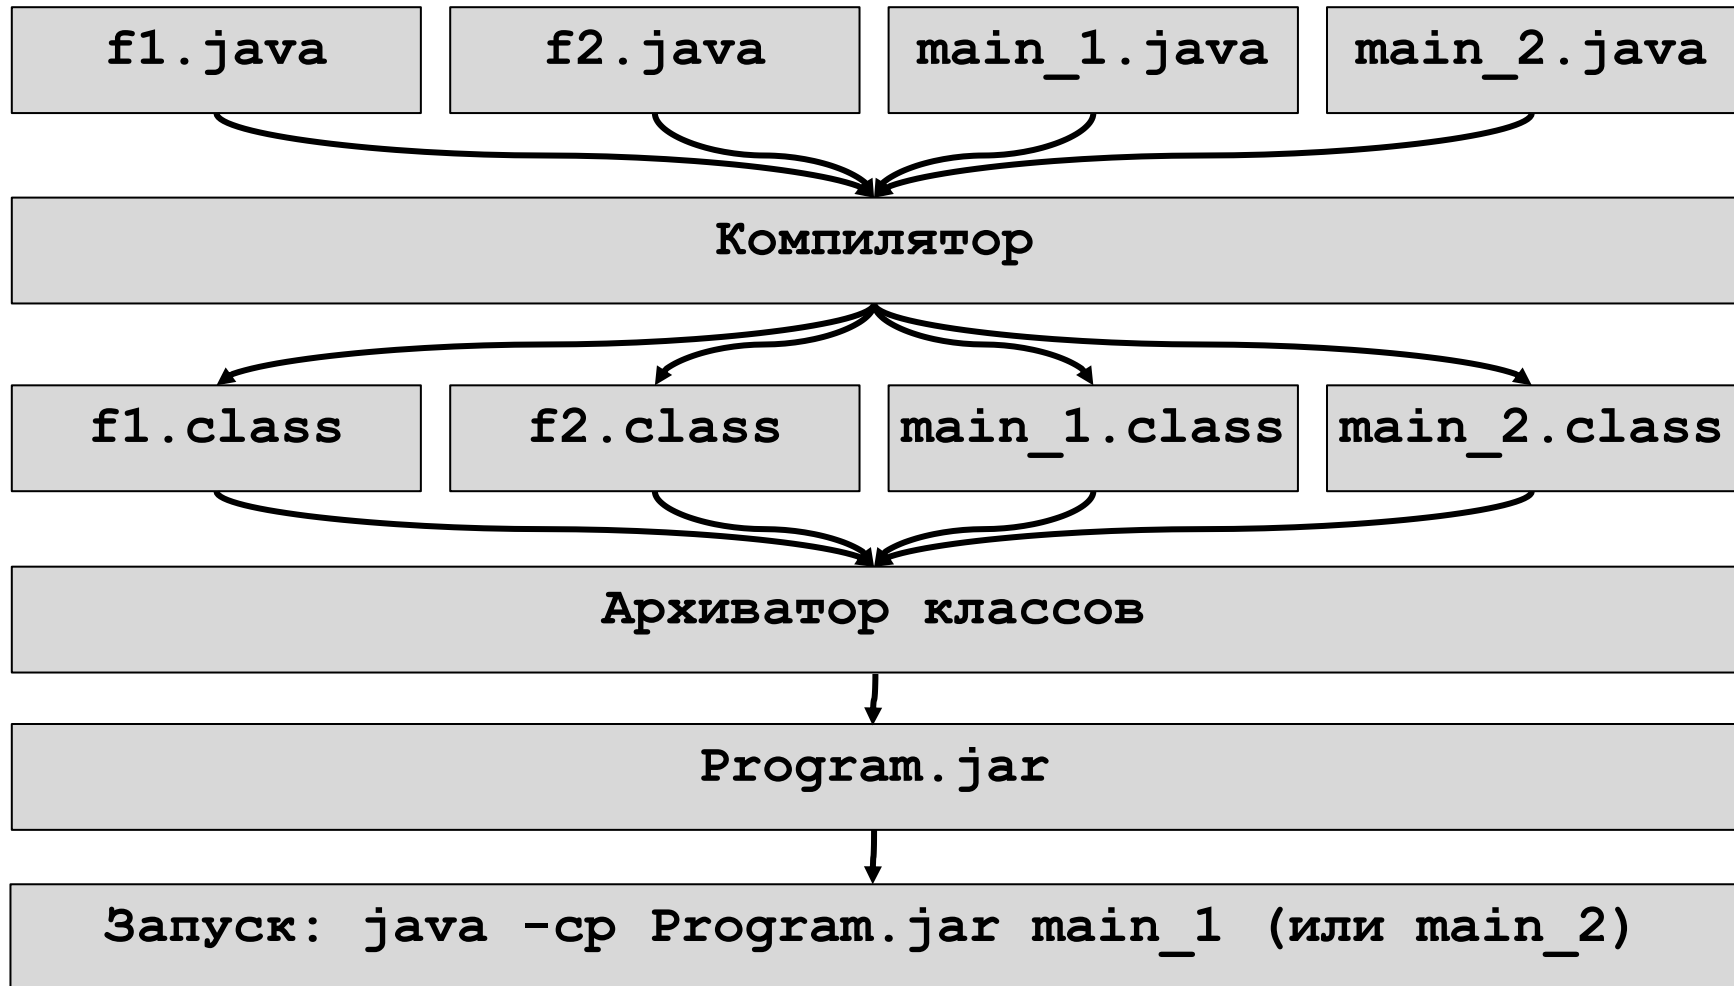 f1.java
f2.java
main_1.java
main_2.java
Компилятор
f1.class
f2.class
main_1.class
main_2.class
Архиватор классов
Program.jar
Запуск: java -cp Program.jar main_1 (или main_2)